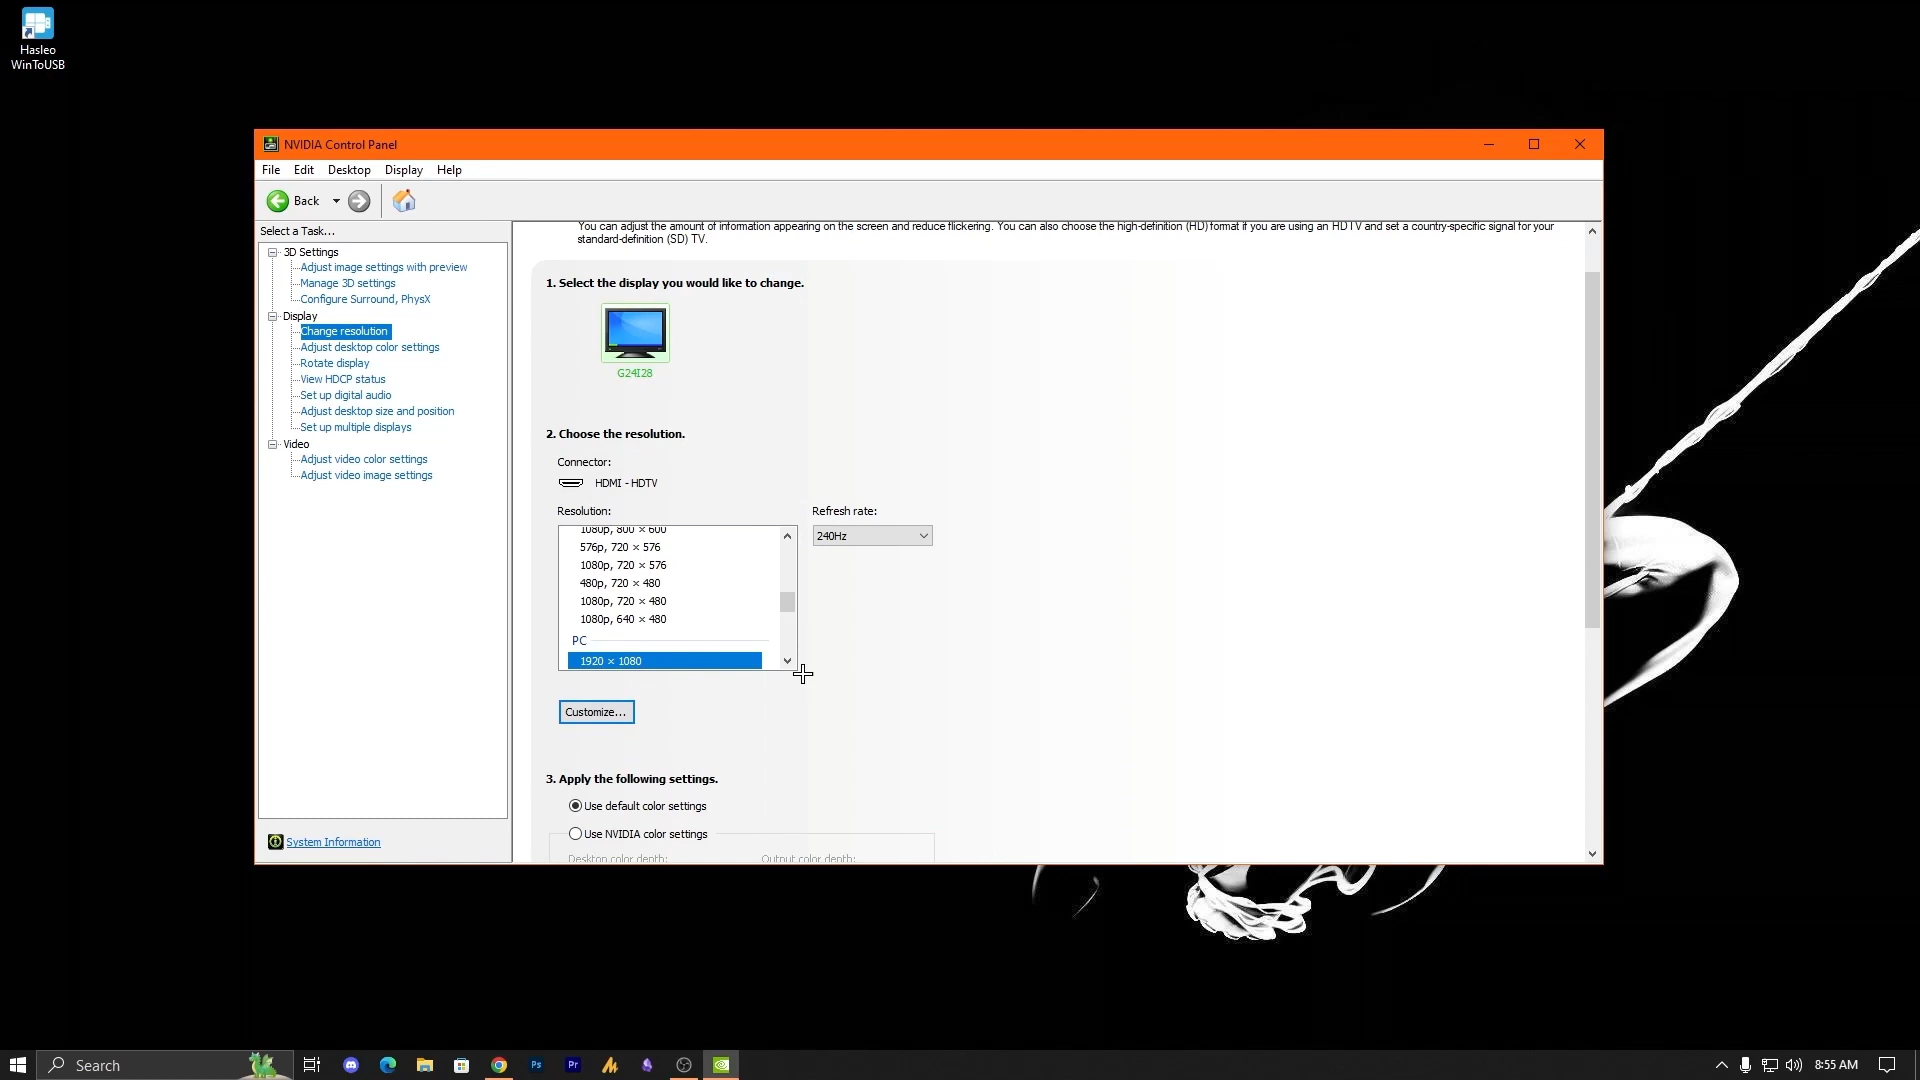 Hasleo
WinToUSB
NVIDIA Control Panel
File Edit Desktop Display Help
Back
Select a Task...
3D Settings
Adjust image settings with preview
Manage 3D settings
Configure Surround, PhysX
Display
Change resolution
Adjust desktop color settings
Rotate display
View HDCP status
Set up digital audio
Adjust desktop size and position
Set up multiple displays
Video
Adjust video color settings
Adjust video image settings
System Information
You can adjust the amount of information appearing on the screen and reduce flickering. You can also choose the high-definition (HD) format if you are using an HDTV and set a country-specific signal for your
standard-definition (SD) TV.
1. Select the display you would like to change.
G24I28
2. Choose the resolution.
Connector:
HDMI - HDTV
Resolution:
Refresh rate:
240Hz
1080p, 800 × 600
576p, 720 × 576
1080p, 720 × 576
480p, 720 × 480
1080p, 720 × 480
1080p, 640 × 480
PC
1920 × 1080
Customize...
3. Apply the following settings.
Use default color settings
Use NVIDIA color settings
Desktop color depth: Output color depth:
Search
Ps
Pr
8:55 AM